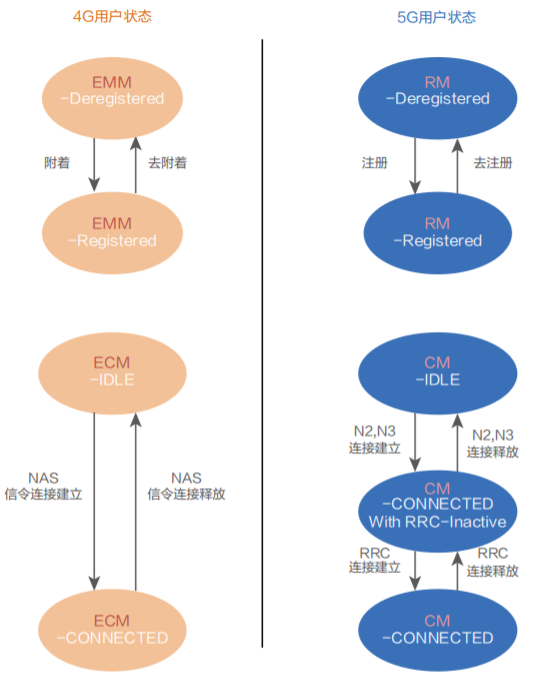 4G用户状态
EMM
-Deregistered
附着
去附着
EMM
-Registered
ECM
-IDLE
NAS
信令连接建立
NAS
信令连接释放
ECM
-CONNECTED
5G用户状态
RM
-Deregistered
注册
去注册
RM
-Registered
CM
-IDLE
N2,N3
连接建立
N2,N3
连接释放
CM
-CONNECTED
With RRC-Inactive
RRC
连接建立
RRC
连接释放
CM
-CONNECTED